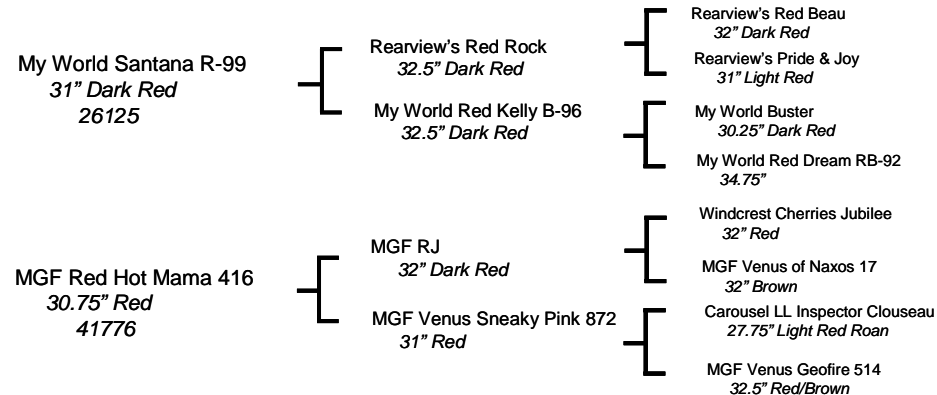 My World Santana R-99
31” Dark Red
26125
Rearview’s Red Rock
32.5” Dark Red
My World Red Kelly B-96
32.5” Dark Red
Rearview’s Red Beau
32” Dark Red
Rearview’s Pride & Joy
31” Light Red
My World Buster
30.25” Dark Red
My World Red Dream RB-92
34.75”
MGF Red Hot Mama 416
30.75” Red
41776
MGF RJ
32” Dark Red
MGF Venus Sneaky Pink 872
31” Red
Windcrest Cherries Jubilee
32” Red
MGF Venus of Naxos 17
32” Brown
Carousel LL Inspector Clouseau
27.75” Light Red Roan
MGF Venus Geofire 514
32.5” Red/Brown